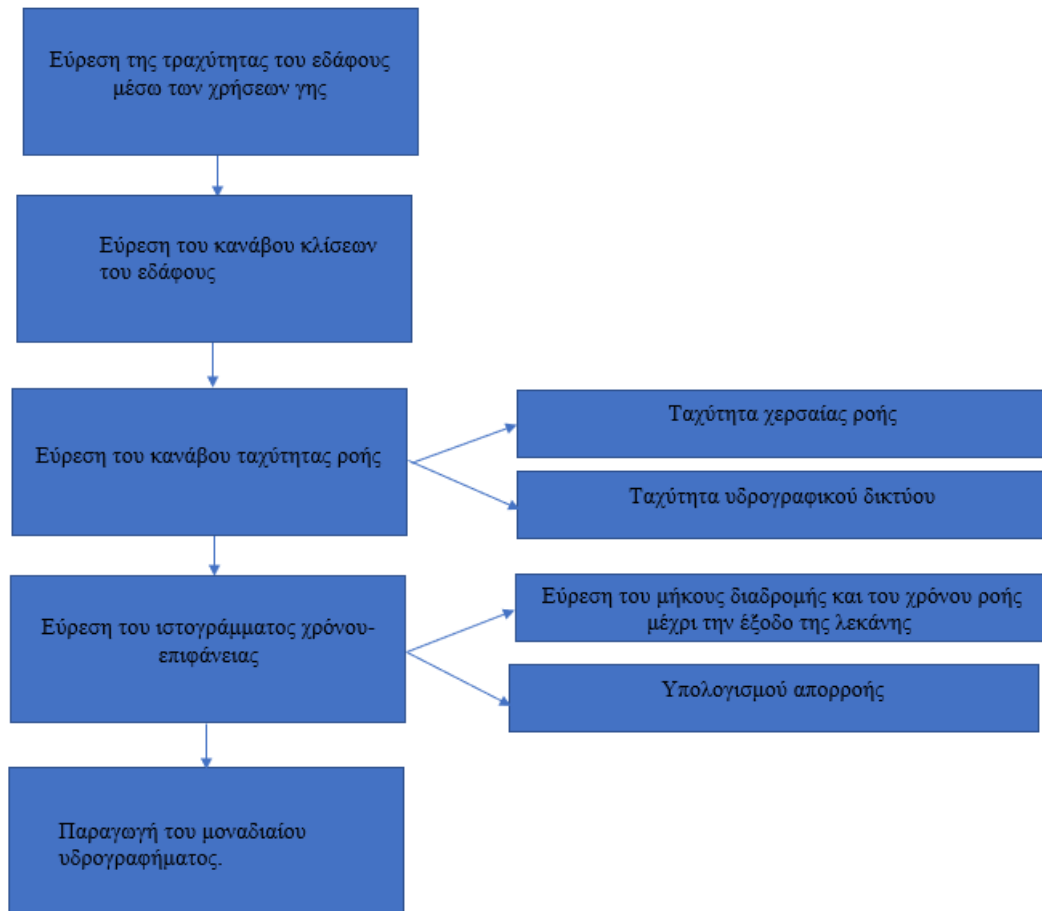 Εύρεση της τραχύτητας του εδάφους
μέσω των χρήσεων γης
Εύρεση του κανάβου κλίσεων
του εδάφους
Εύρεση του κανάβου ταχύτητας ροής
Ταχύτητα χερσαίας ροής
Ταχύτητα υδρογραφικού δικτύου
Εύρεση του ιστογράμματος χρόνου-
επιφάνειας
Εύρεση του μήκους διαδρομής και του χρόνου ροής
μέχρι την έξοδο της λεκάνης
Υπολογισμού απορροής
Παραγωγή του μοναδιαίου
υδρογραφήματος.